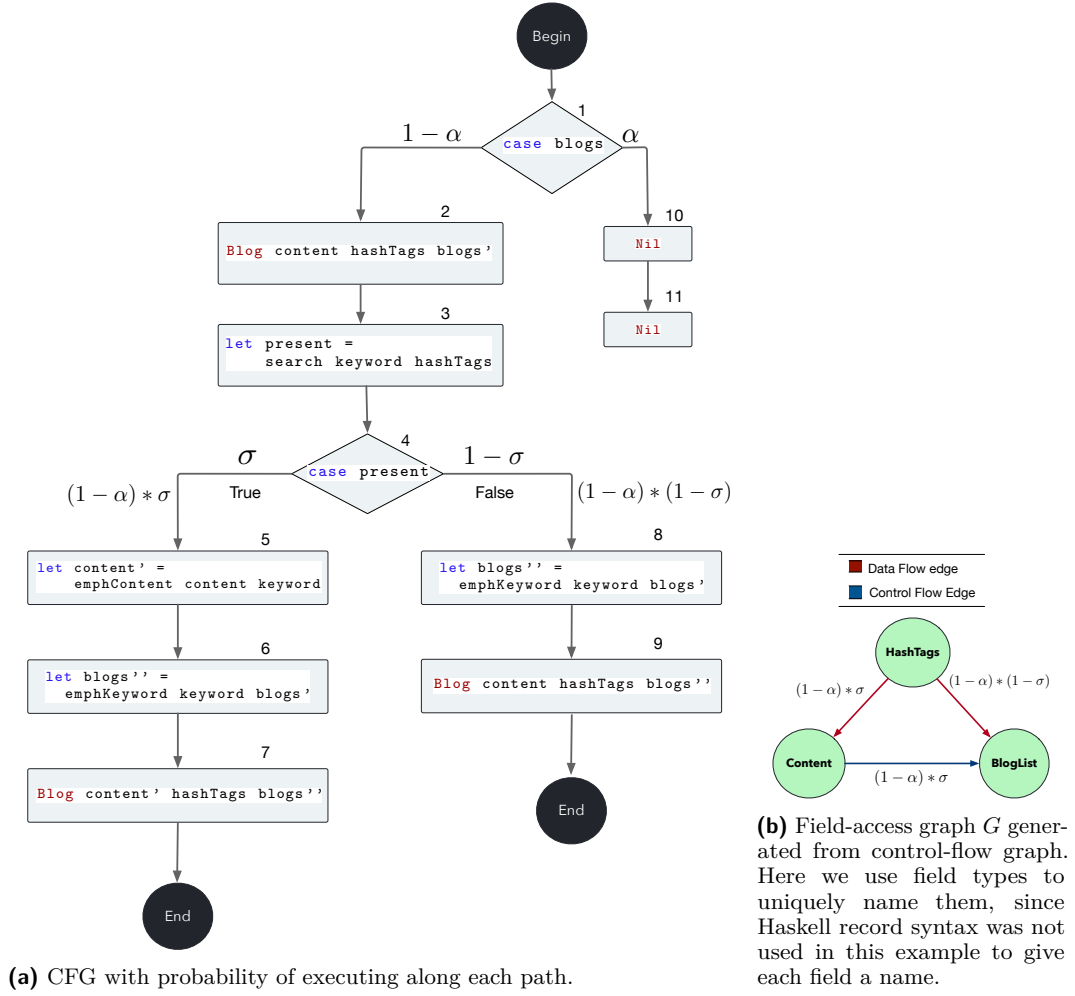 Begin
1
case blogs
1 − α
α
2
Blog content hashTags blogs'
10
Nil
3
let present =
search keyword hashTags
11
Nil
4
case present
σ
True
(1 − α) ∗ σ
1 − σ
False
(1 − α) ∗ (1 − σ)
5
let content' =
emphContent content keyword
8
let blogs'' =
emphKeyword keyword blogs'
6
let blogs'' =
emphKeyword keyword blogs'
9
Blog content hashTags blogs''
7
Blog content' hashTags blogs''
End
End
(a) CFG with probability of executing along each path.
Data Flow edge
Control Flow Edge
HashTags
(1 − α) ∗ σ
(1 − α) ∗ (1 − σ)
Content
BlogList
(1 − α) ∗ σ
(b) Field-access graph G gener-
ated from control-flow graph.
Here we use field types to
uniquely name them, since
Haskell record syntax was not
used in this example to give
each field a name.